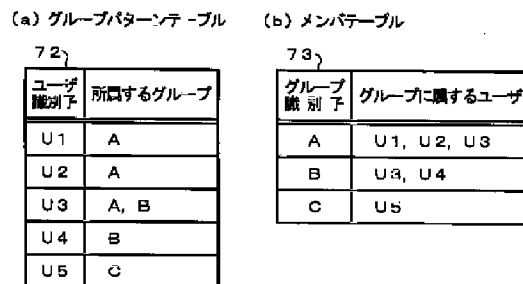 (a) グループパターンテーブル (b) メンバテーブル
72 73
ユーザ識別子 所属するグループ
U1 A
U2 A
U3 A, B
U4 B
U5 C
グループ識別子 グループに属するユーザ
A U1, U2, U3
B U3, U4
C U5